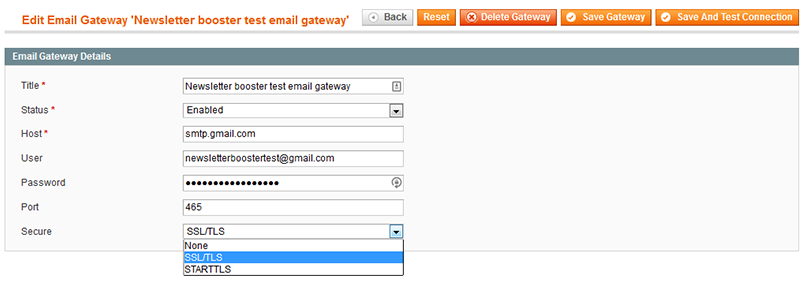 Edit Email Gateway 'Newsletter booster test email gateway' Back Reset Delete Gateway Save Gateway Save And Test Connection
Email Gateway Details
Title * Newsletter booster test email gateway
Status * Enabled
Host * smtp.gmail.com
User newsletterboostertest@gmail.com
Password •••••••••••••••••
Port 465
Secure SSL/TLS
None
SSL/TLS
STARTTLS